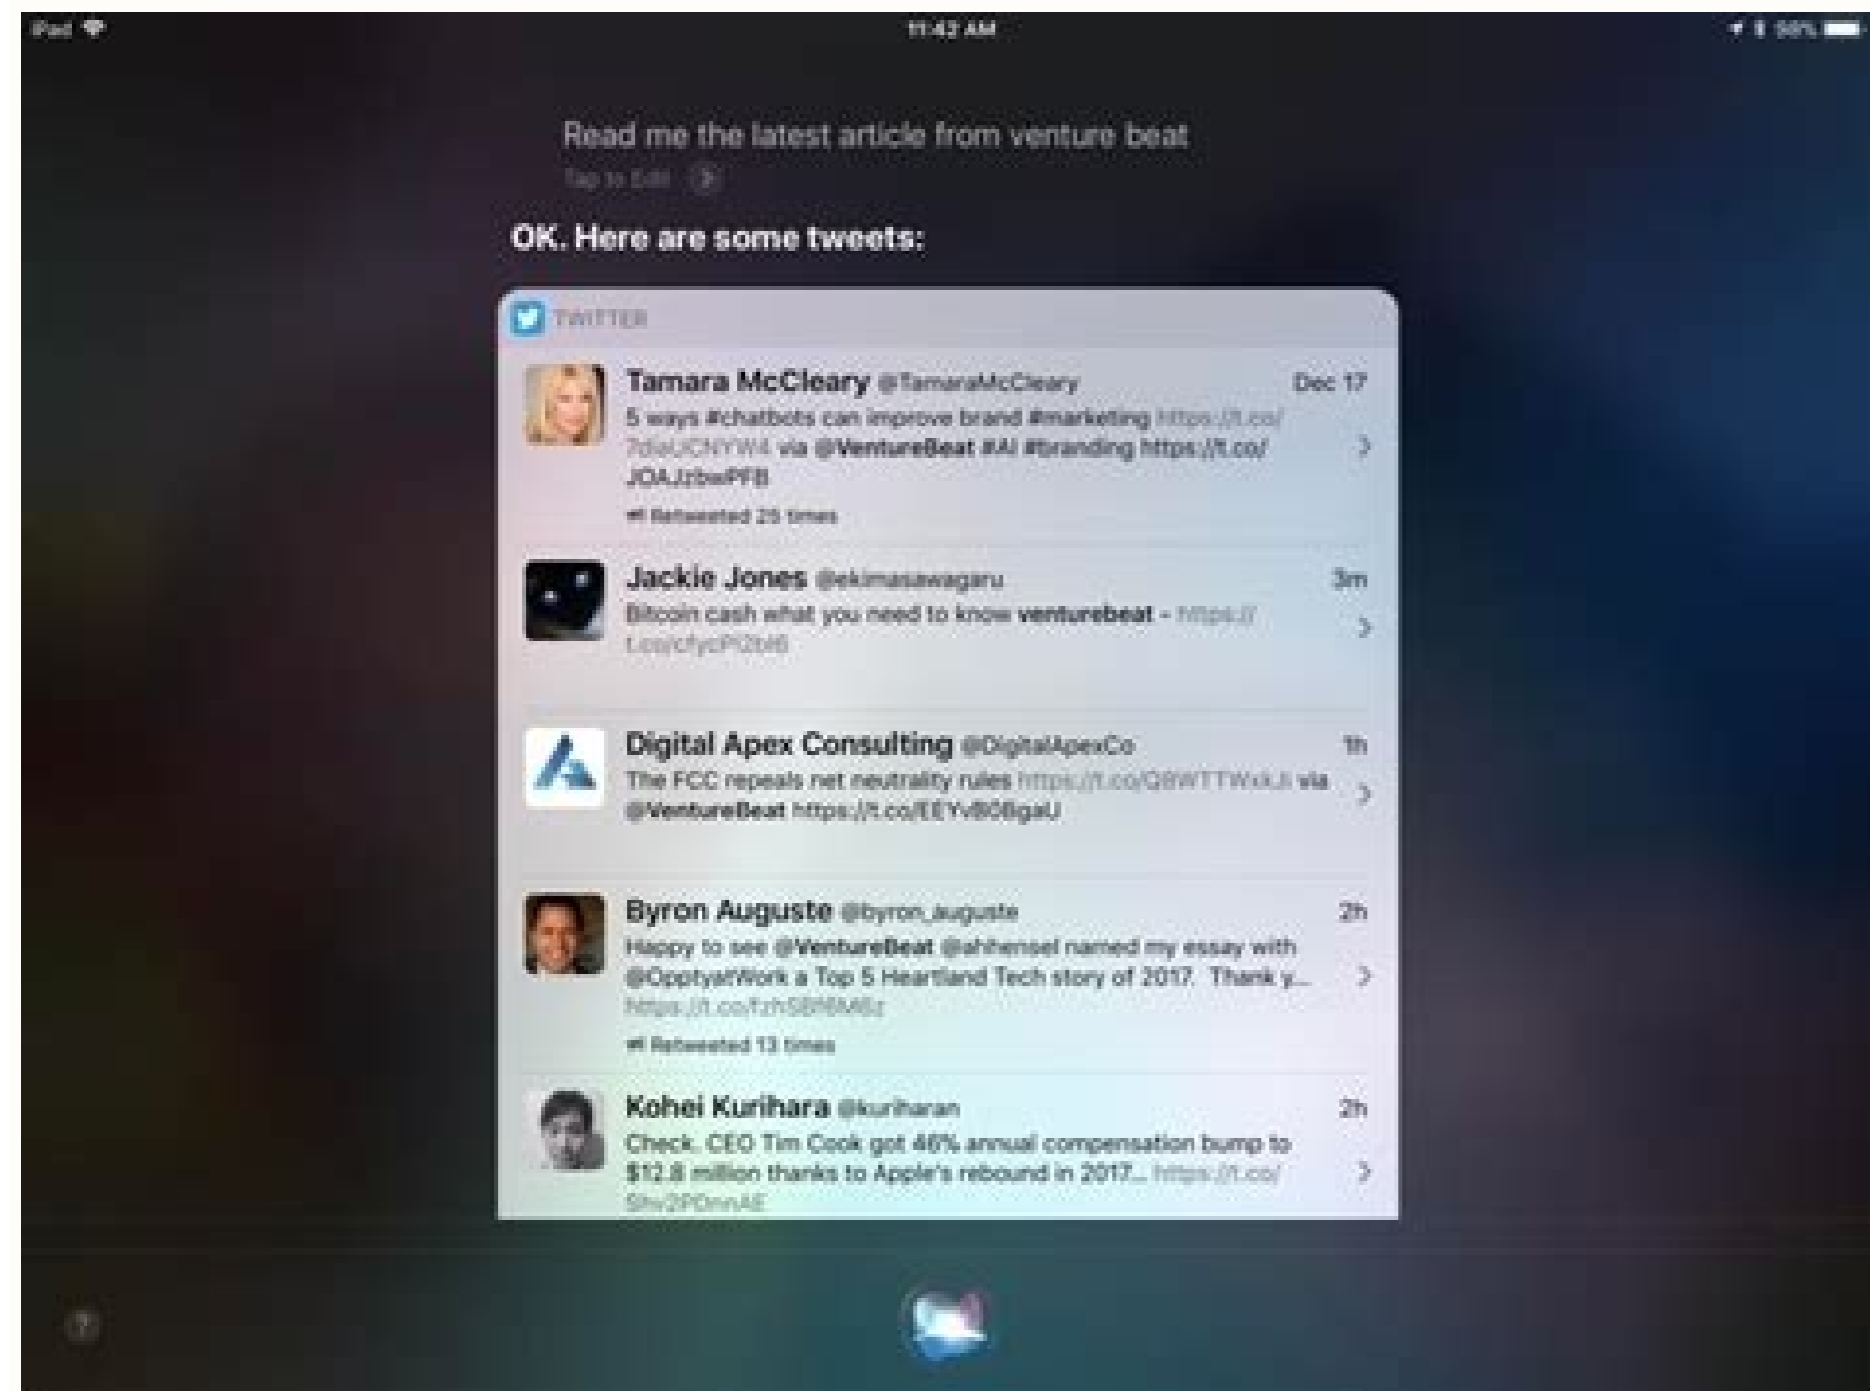 iPad 11:42 AM
Read me the latest article from venture beat
Tap to Edit
OK. Here are some tweets:
TWITTER
Tamara McCleary @TamaraMcCleary Dec 17
5 ways #chatbots can improve brand #marketing https://t.co/
via @VentureBeat #AI #branding https://t.co/
JOAJzbwPFB
Retweeted 25 times
Jackie Jones @ekimasawagaru 3m
Bitcoin cash what you need to know venturebeat - https://
Digital Apex Consulting @DigitalApexCo 1h
The FCC repeals net neutrality rules via
@VentureBeat https://t.co/EEYvB0BgaU
Byron Auguste @byron_auguste 2h
Happy to see @VentureBeat @ahhensel named my essay with
@OpptyatWork a Top 5 Heartland Tech story of 2017. Thank y...
Retweeted 13 times
Kohei Kurihara @kuriharan 2h
Check. CEO Tim Cook got 46% annual compensation bump to
$12.8 million thanks to Apple's rebound in 2017... https://t.co/
?